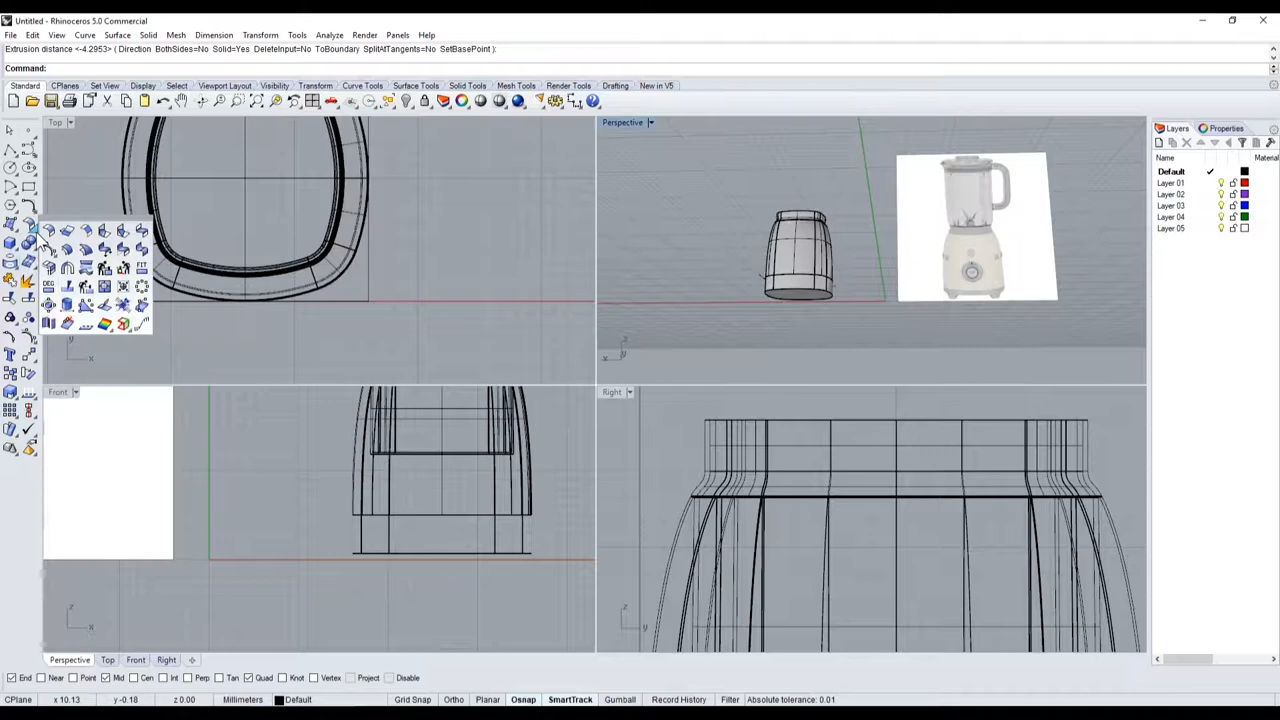 Untitled - Rhinoceros 5.0 Commercial
File Edit View Curve Surface Solid Mesh Dimension Transform Tools Analyze Render Panels Help
Extrusion distance <-4.2953> ( Direction BothSides=No Solid=Yes DeleteInput=No ToBoundary SplitAtTangents=No SetBasePoint):
Command:
Standard CPlanes Set View Display Select Viewport Layout Visibility Transform Curve Tools Surface Tools Solid Tools Mesh Tools Render Tools Drafting New in V5
Top
Perspective
Layers Properties
Name Material
Default
Layer 01
Layer 02
Layer 03
Layer 04
Layer 05
FIT
DEG
y
x
z
x
y
Front
Right
z
x
z
y
Perspective Top Front Right
End Near Point Mid Cen Int Perp Tan Quad Knot Vertex Project Disable
CPlane x 10.13 y -0.18 z 0.00 Millimeters Default Grid Snap Ortho Planar Osnap SmartTrack Gumball Record History Filter Absolute tolerance: 0.01